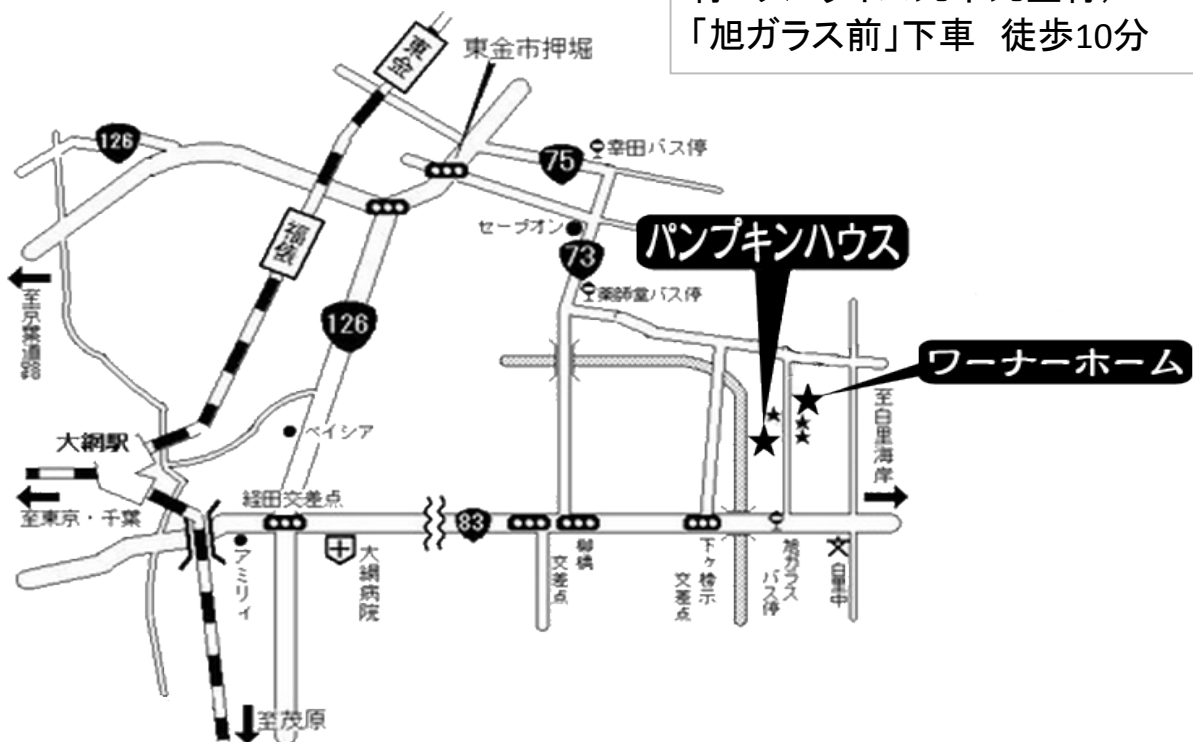 「旭ガラス前」下車　徒歩10分
東金
東金市押堀
126
75
幸田バス停
福俵
セーブオン
73
パンプキンハウス
至京葉道路
薬師堂バス停
126
ワーナーホーム
大網駅
ベイシア
至白里海岸
至東京・千葉
経田交差点
83
アミリィ
大網病院
柳橋
交差点
下ヶ傍示
交差点
旭ガラス
バス停
白里中
至茂原